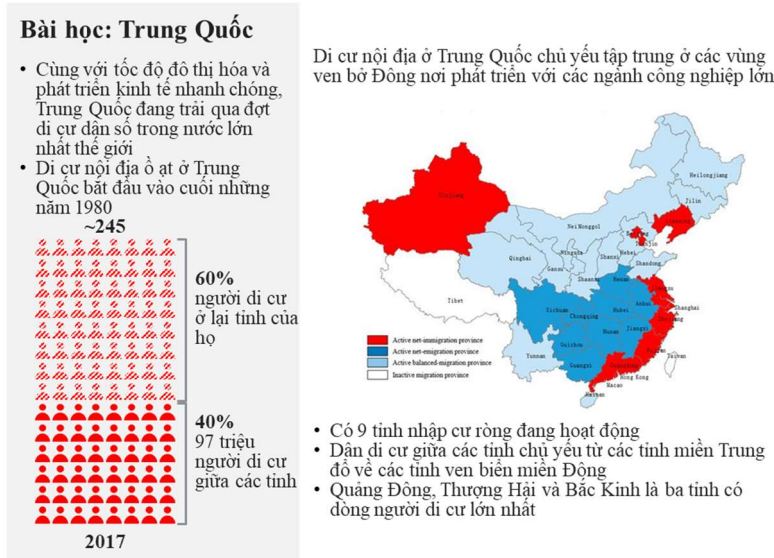 Bài học: Trung Quốc
• Cùng với tốc độ đô thị hóa và
phát triển kinh tế nhanh chóng,
Trung Quốc đang trải qua đợt
di cư dân số trong nước lớn
nhất thế giới
• Di cư nội địa ồ ạt ở Trung
Quốc bắt đầu vào cuối những
năm 1980
~245
60%
người di cư
ở lại tỉnh của
họ
40%
97 triệu
người di cư
giữa các tỉnh
2017
Di cư nội địa ở Trung Quốc chủ yếu tập trung ở các vùng
ven bờ Đông nơi phát triển với các ngành công nghiệp lớn
Heilongjiang
Jilin
Xinjiang
Nei Monggol
Tianjin
Ningxia
Shanxi
Hebei
Qinghai
Gansu
Shandong
Shaanxi
Henan
Tibet
Anhui
Shanghai
Sichuan
Hubei
Chongqing
Zhejiang
Hunan
Jiangxi
Guizhou
Fujian
Yunnan
Guangxi
Taiwan
Hong Kong
Macao
Hainan
Active net-immigration province
Active net-emigration province
Active balanced-migration province
Inactive migration province
• Có 9 tỉnh nhập cư ròng đang hoạt động
• Dân di cư giữa các tỉnh chủ yếu từ các tỉnh miền Trung
đổ về các tỉnh ven biển miền Động
• Quảng Đông, Thượng Hải và Bắc Kinh là ba tỉnh có
dòng người di cư lớn nhất